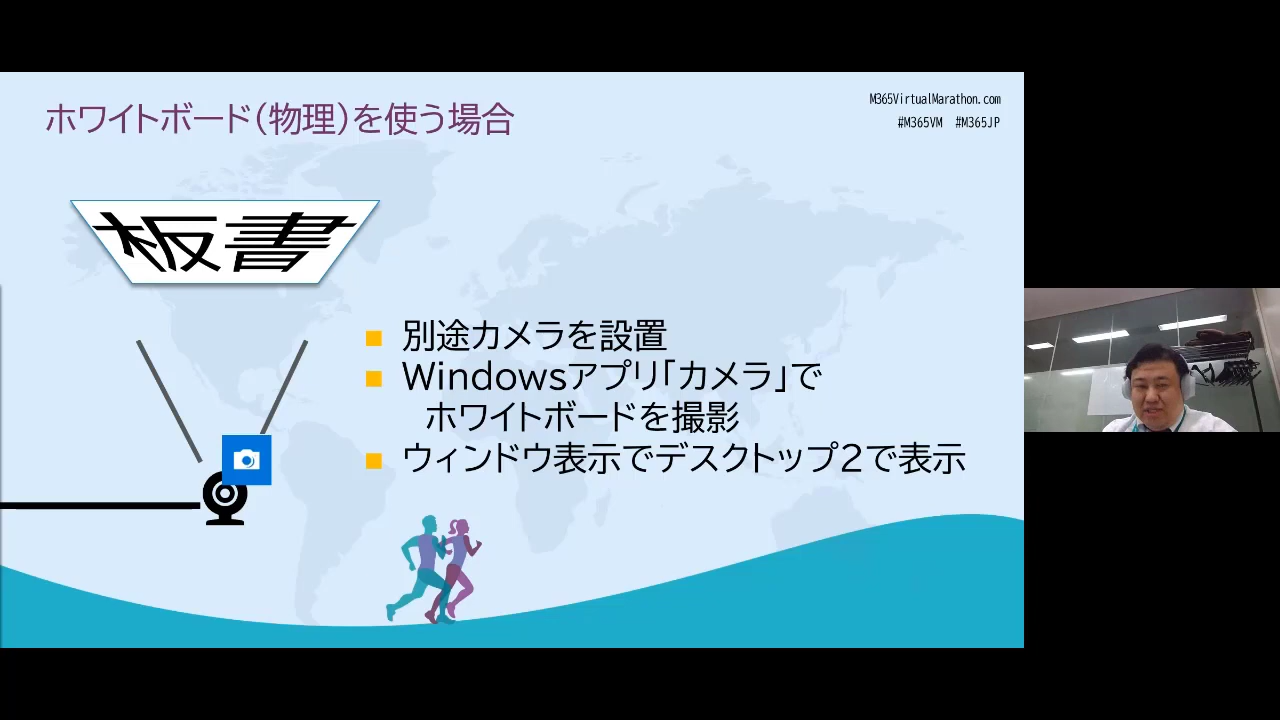 ホワイトボード(物理)を使う場合
M365VirtualMarathon.com
#M365VM #M365JP
板書
別途カメラを設置
Windowsアプリ「カメラ」で
ホワイトボードを撮影
ウィンドウ表示でデスクトップ2で表示